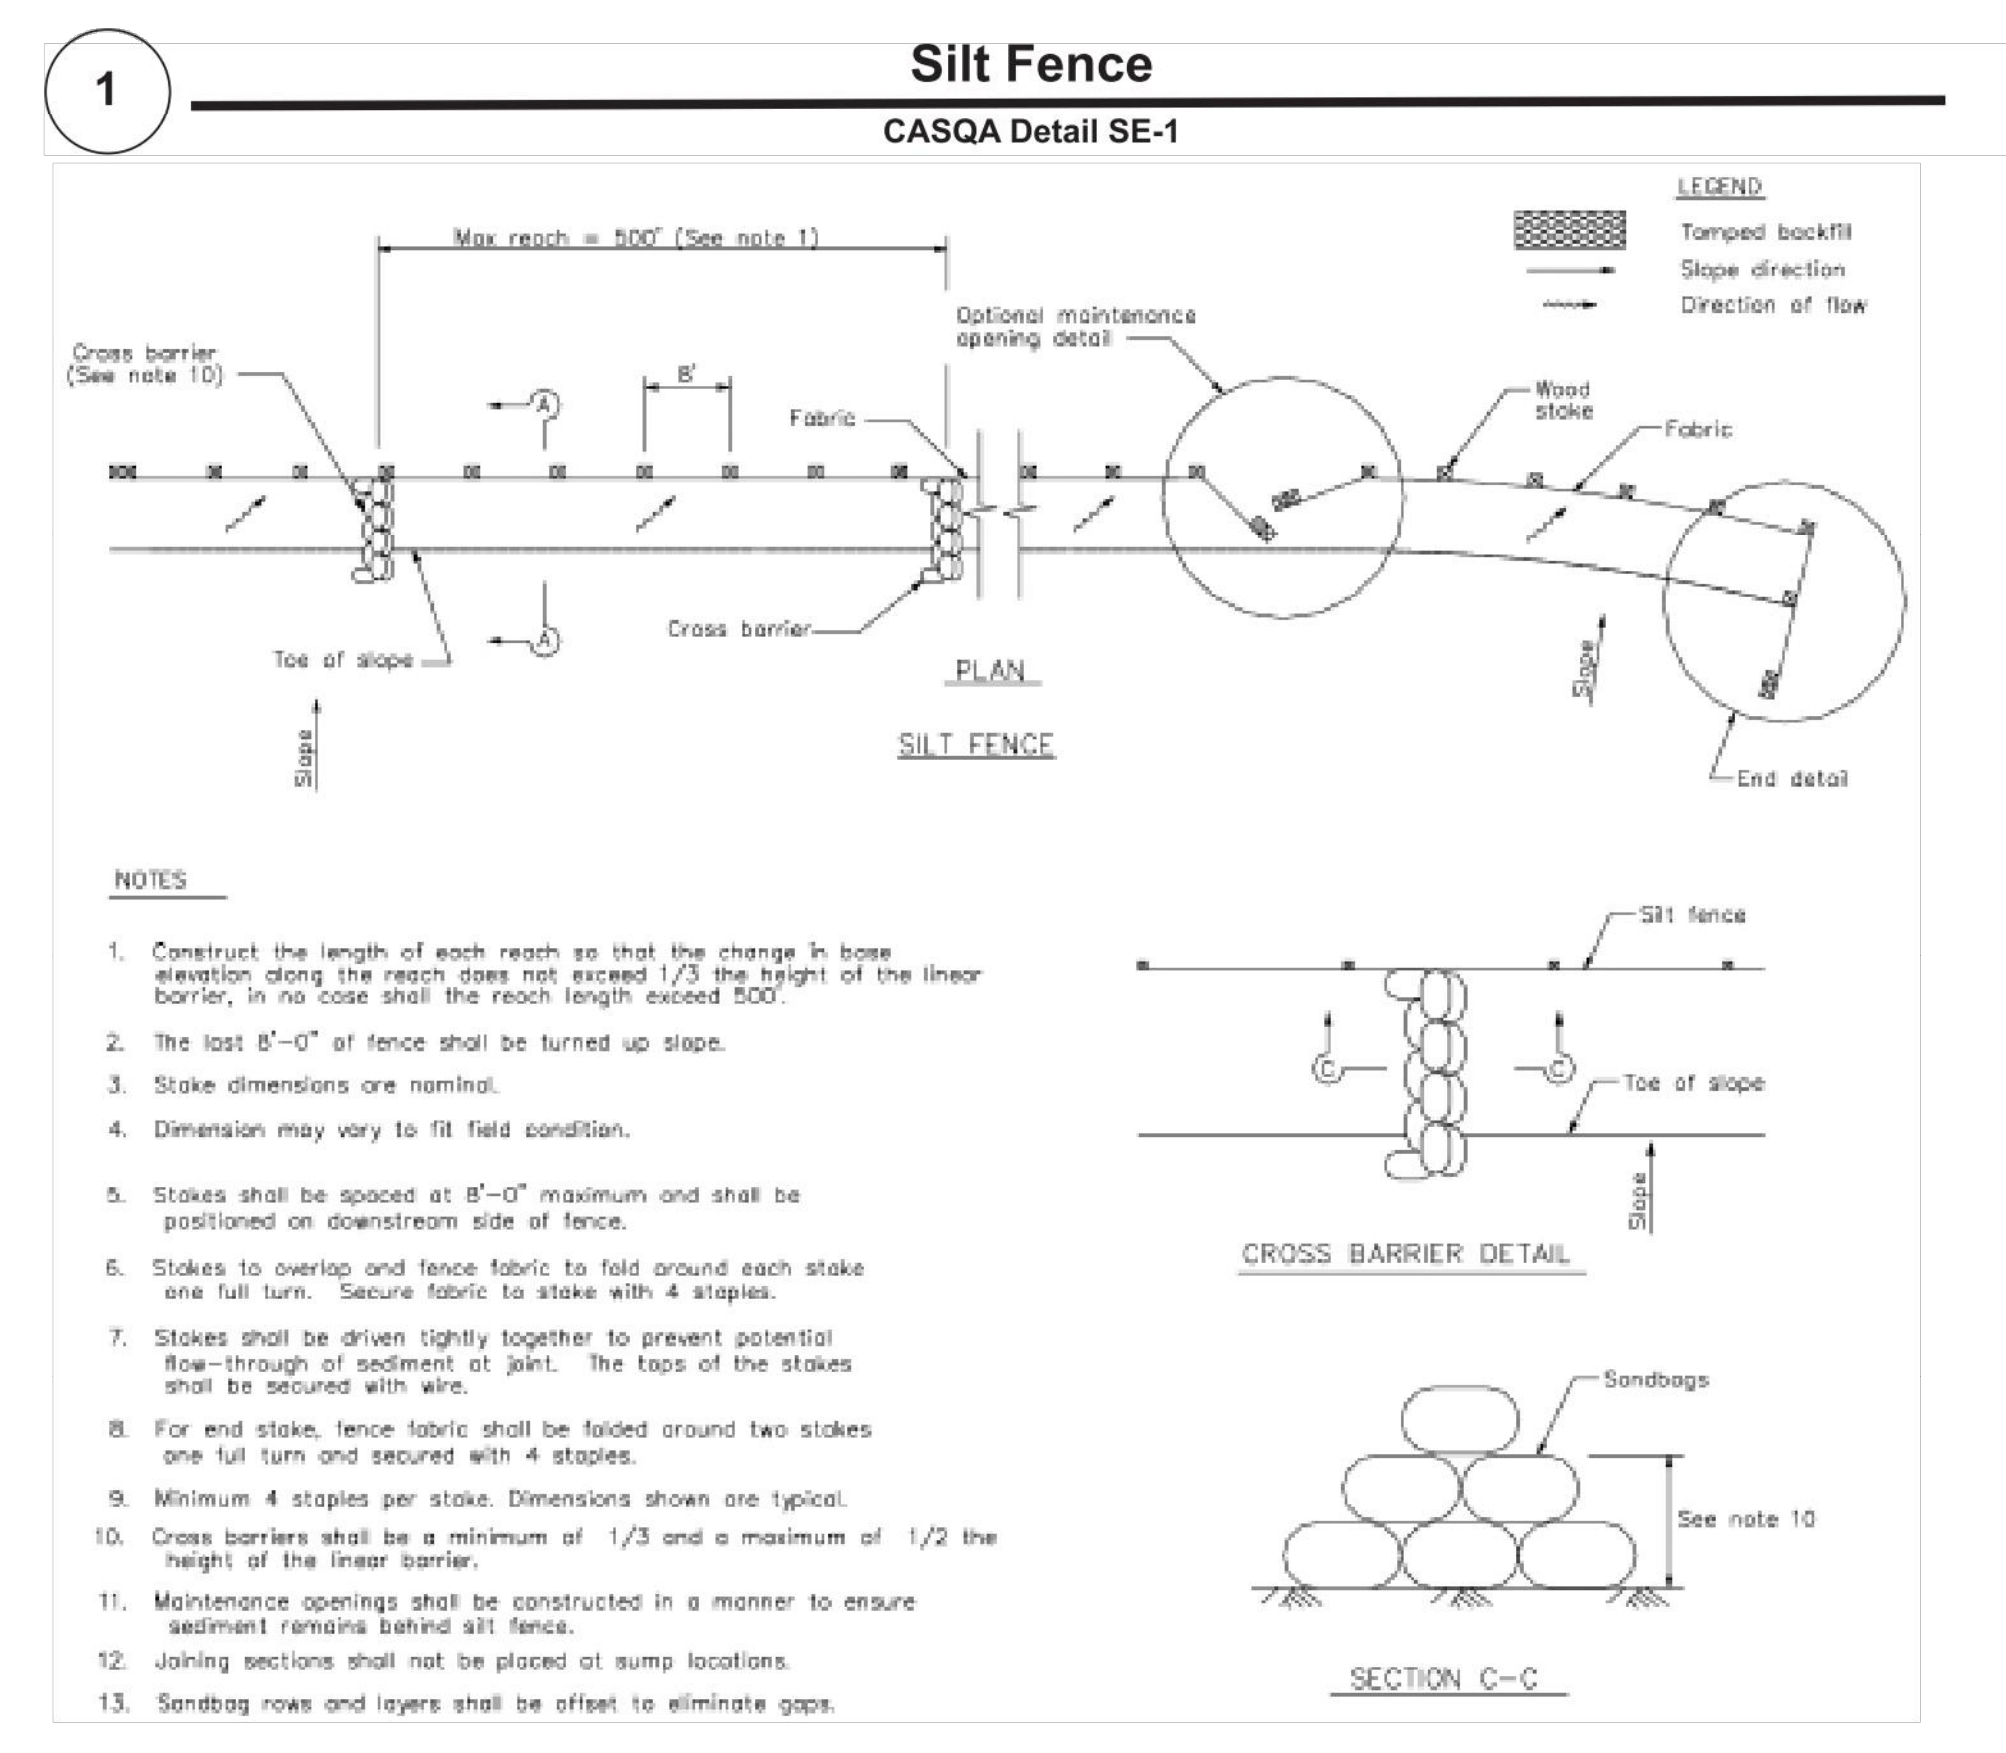 1
Silt Fence
CASQA Detail SE-1
LEGEND
Tamped backfill
Slope direction
Direction of flow
Max reach = 500' (See note 1)
Optional maintenance
opening detail
Cross barrier
(See note 10)
8'
A
Fabric
Wood
stake
Fabric
Cross barrier
A
Toe of slope
PLAN
Slope
Slope
SILT FENCE
End detail
NOTES
1. Construct the length of each reach so that the change in base
elevation along the reach does not exceed 1/3 the height of the linear
barrier, in no case shall the reach length exceed 500'.
2. The last 8'-0" of fence shall be turned up slope.
3. Stake dimensions are nominal.
4. Dimension may vary to fit field condition.
5. Stakes shall be spaced at 8'-0" maximum and shall be
positioned on downstream side of fence.
6. Stakes to overlap and fence fabric to fold around each stake
one full turn. Secure fabric to stake with 4 staples.
7. Stakes shall be driven tightly together to prevent potential
flow-through of sediment at joint. The tops of the stakes
shall be secured with wire.
8. For end stake, fence fabric shall be folded around two stakes
one full turn and secured with 4 staples.
9. Minimum 4 staples per stake. Dimensions shown are typical.
10. Cross barriers shall be a minimum of 1/3 and a maximum of 1/2 the
height of the linear barrier.
11. Maintenance openings shall be constructed in a manner to ensure
sediment remains behind silt fence.
12. Joining sections shall not be placed at sump locations.
13. Sandbag rows and layers shall be offset to eliminate gaps.
Silt fence
C
C
Toe of slope
Slope
CROSS BARRIER DETAIL
Sandbags
See note 10
SECTION C-C